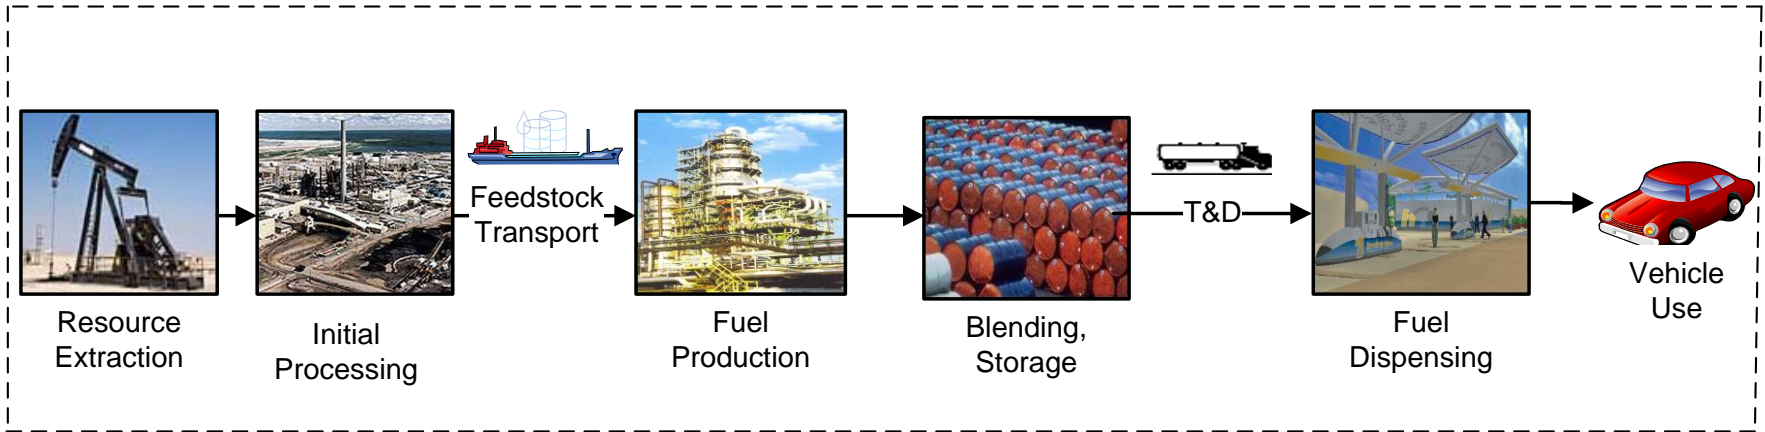 Resource
Extraction
Initial
Processing
Feedstock
Transport
Fuel
Production
Blending,
Storage
T&D
Fuel
Dispensing
Vehicle
Use